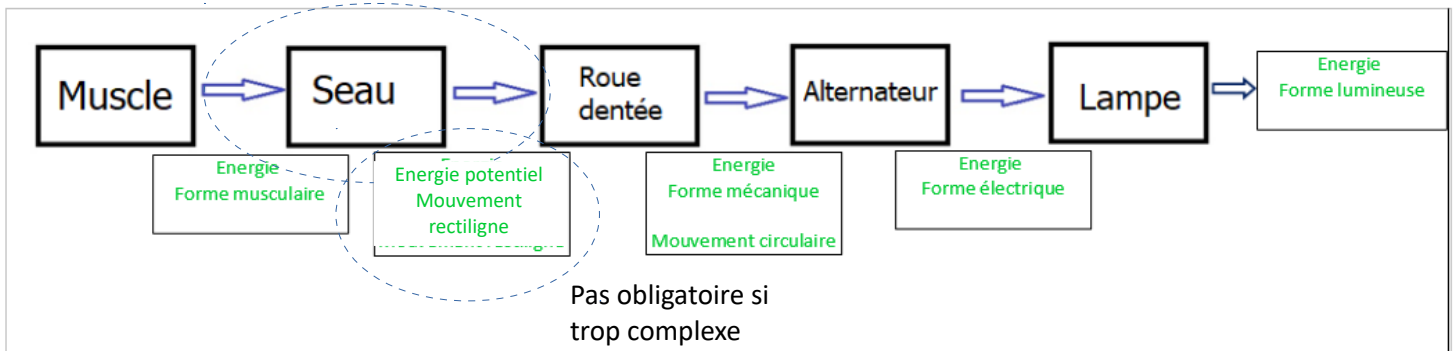 Muscle
Seau
Roue
dentée
Alternateur
Lampe
Energie
Forme lumineuse
Energie
Forme musculaire
Energie potentiel
Mouvement
rectiligne
Energie
Forme mécanique
Mouvement circulaire
Energie
Forme électrique
Pas obligatoire si
trop complexe